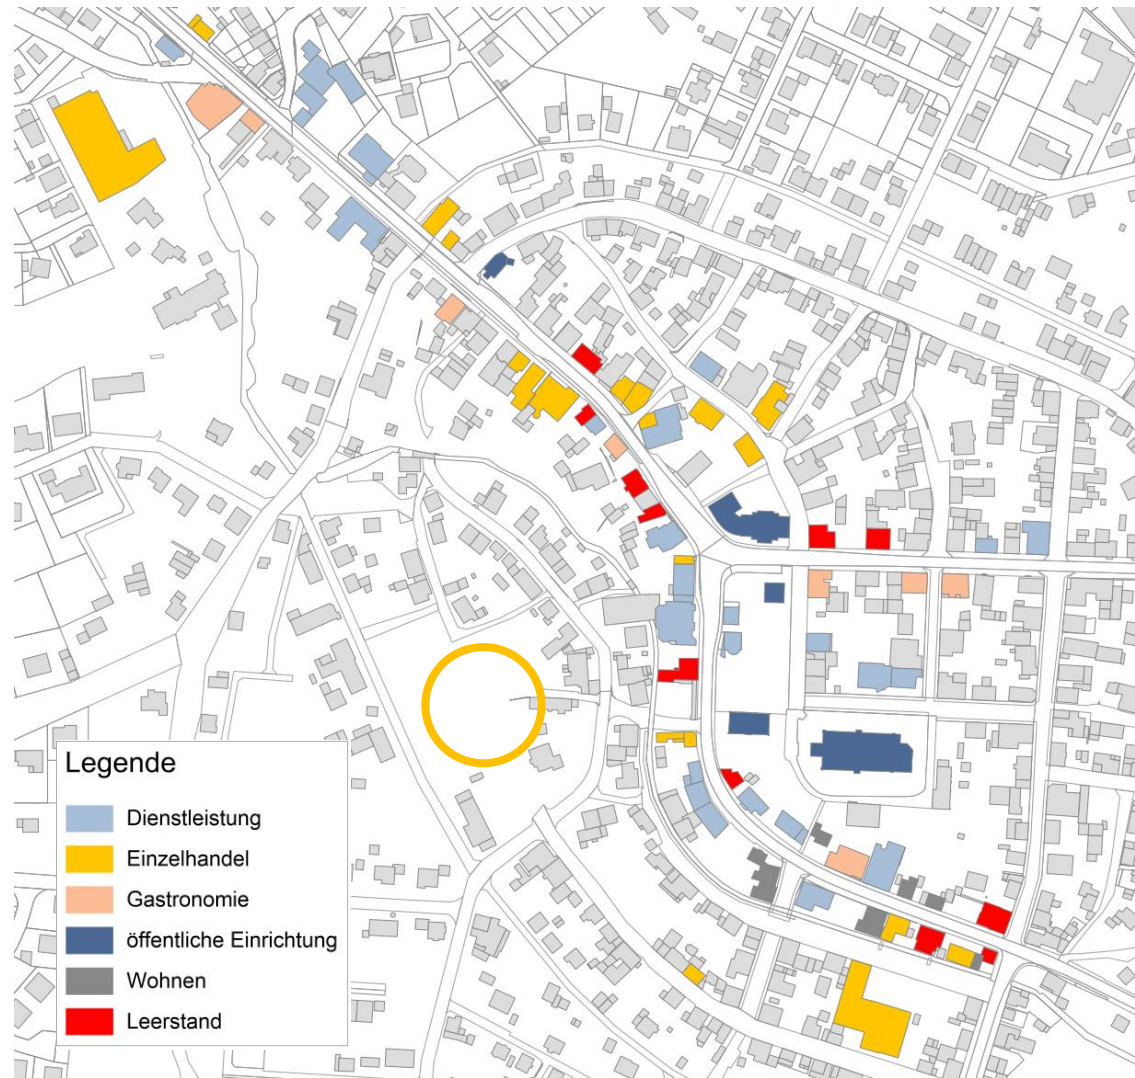 Legende
Dienstleistung
Einzelhandel
Gastronomie
öffentliche Einrichtung
Wohnen
Leerstand